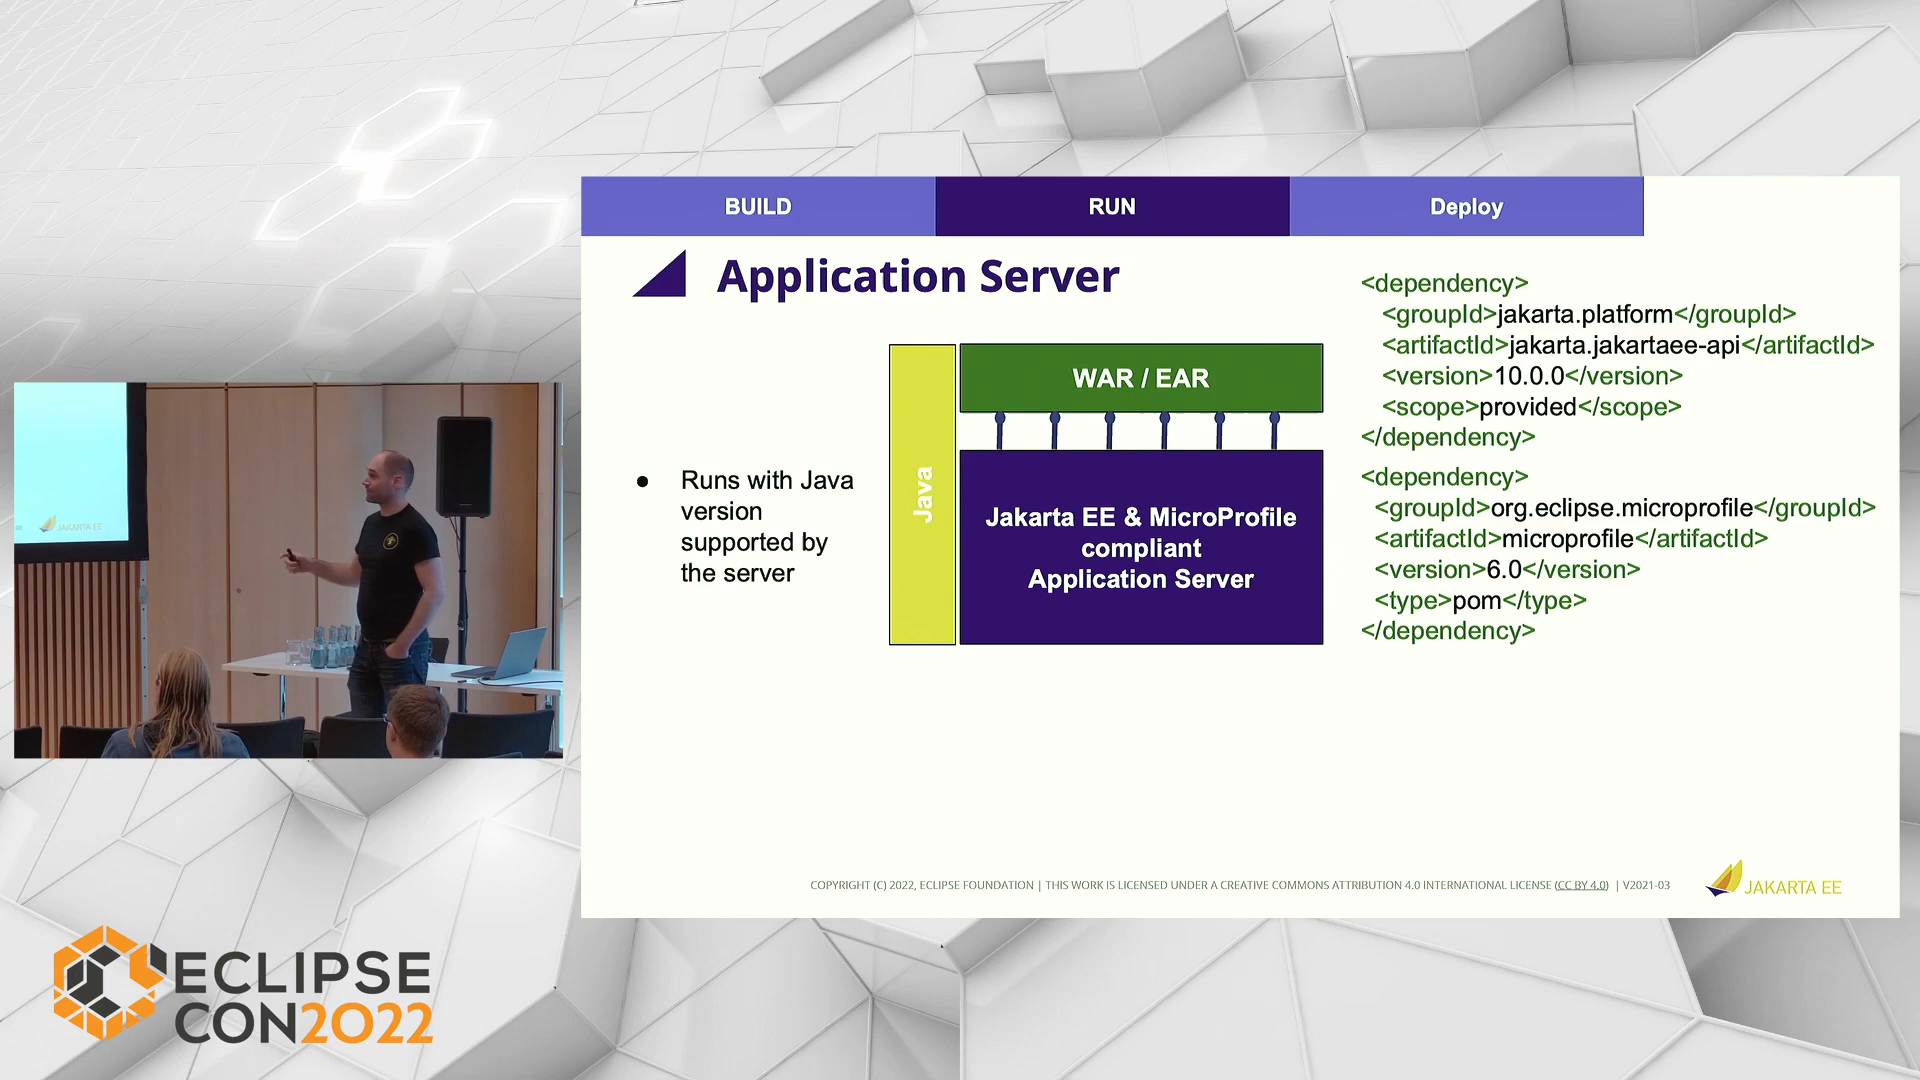 BUILD
RUN
Deploy
Application Server
Runs with Java
version
supported by
the server
Java
WAR / EAR
Jakarta EE & MicroProfile
compliant
Application Server
<dependency>
<groupId>jakarta.platform</groupId>
<artifactId>jakarta.jakartaee-api</artifactId>
<version>10.0.0</version>
<scope>provided</scope>
</dependency>
<dependency>
<groupId>org.eclipse.microprofile</groupId>
<artifactId>microprofile</artifactId>
<version>6.0</version>
<type>pom</type>
</dependency>
COPYRIGHT (C) 2022, ECLIPSE FOUNDATION | THIS WORK IS LICENSED UNDER A CREATIVE COMMONS ATTRIBUTION 4.0 INTERNATIONAL LICENSE (CC BY 4.0) | V2021-03
JAKARTA EE
JAKARTA EE
ECLIPSE
CON2022